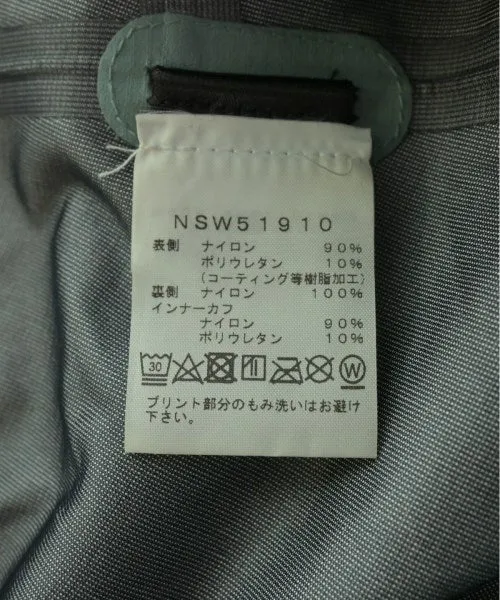 NSW51910
表側 ナイロン 90%
ポリウレタン 10%
(コーティング等樹脂加工)
裏側 ナイロン 100%
インナーカフ
ナイロン 90%
ポリウレタン 10%
30 W
プリント部分のもみ洗いはお避け
下さい。